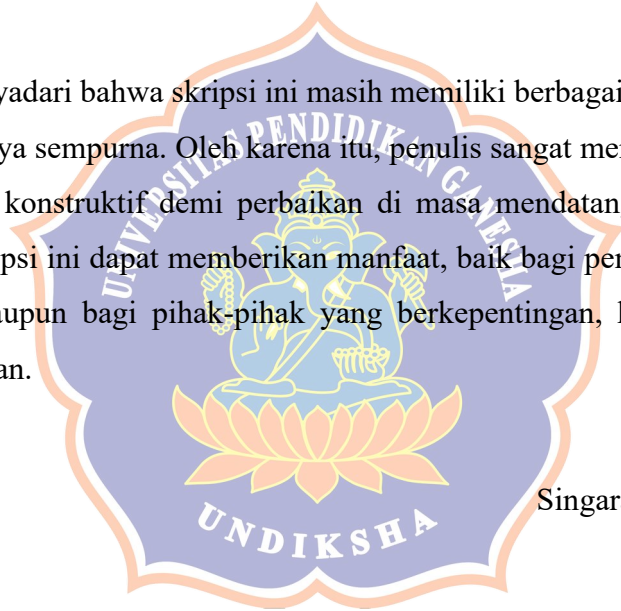 yadari bahwa skripsi ini masih memiliki berbagai
ya sempurna. Oleh karena itu, penulis sangat me
konstruktif demi perbaikan di masa mendatan
psi ini dapat memberikan manfaat, baik bagi pe
aupun bagi pihak-pihak yang berkepentingan,
an.
Singar
UNIVERSITAS PENDIDIKAN GANESHA
UNDIKSHA